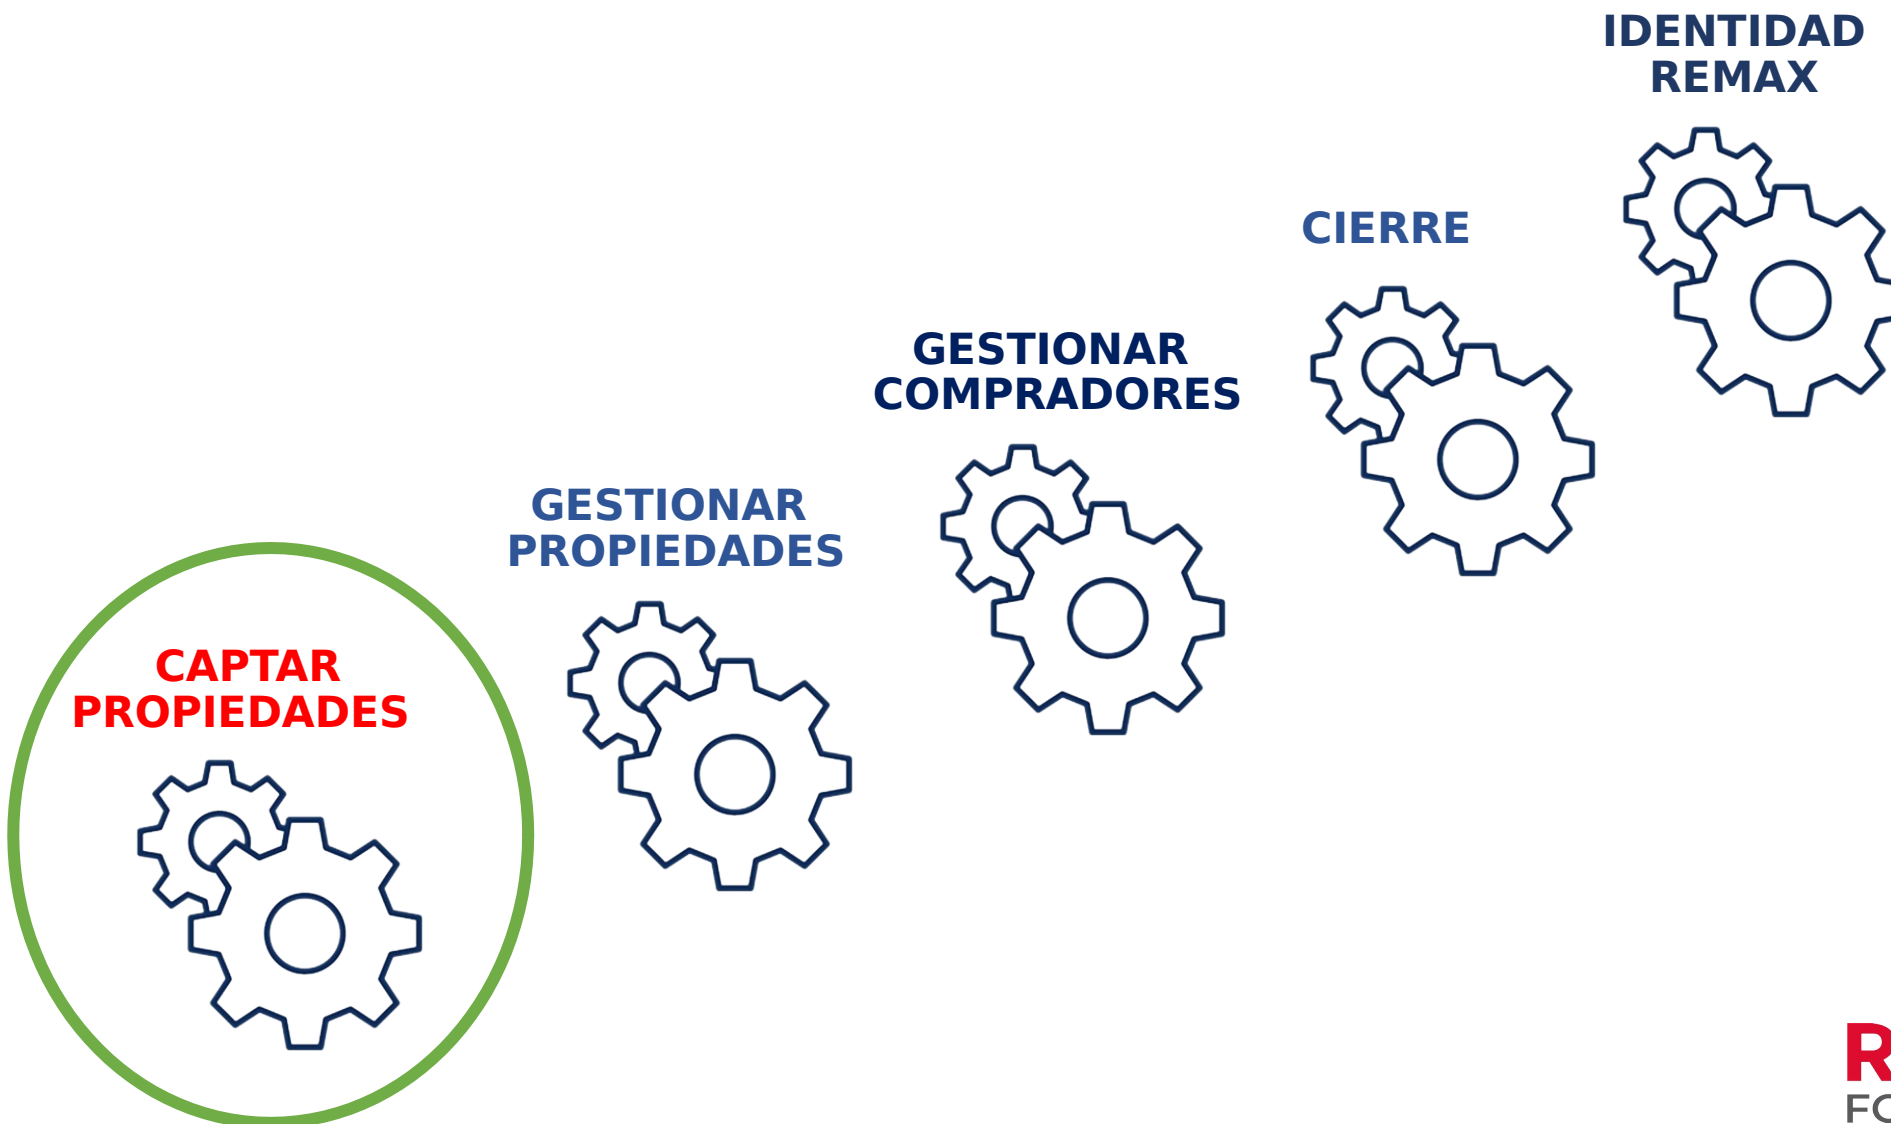 IDENTIDAD
REMAX
CIERRE
GESTIONAR
COMPRADORES
GESTIONAR
PROPIEDADES
CAPTAR
PROPIEDADES